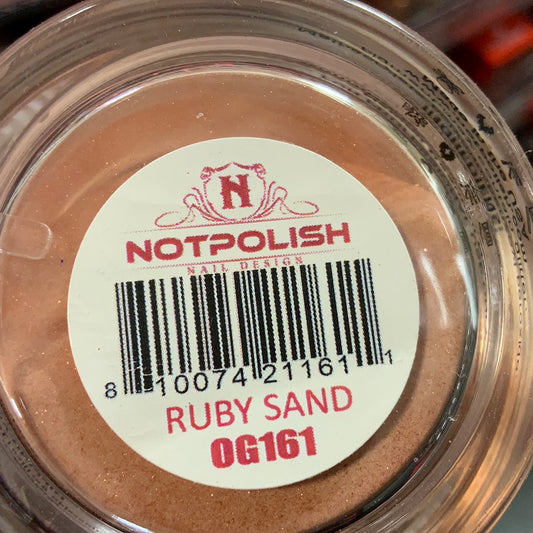 N
NOTPOLISH
NAIL DESIGN
8 10074 21161 1
RUBY SAND
OG161